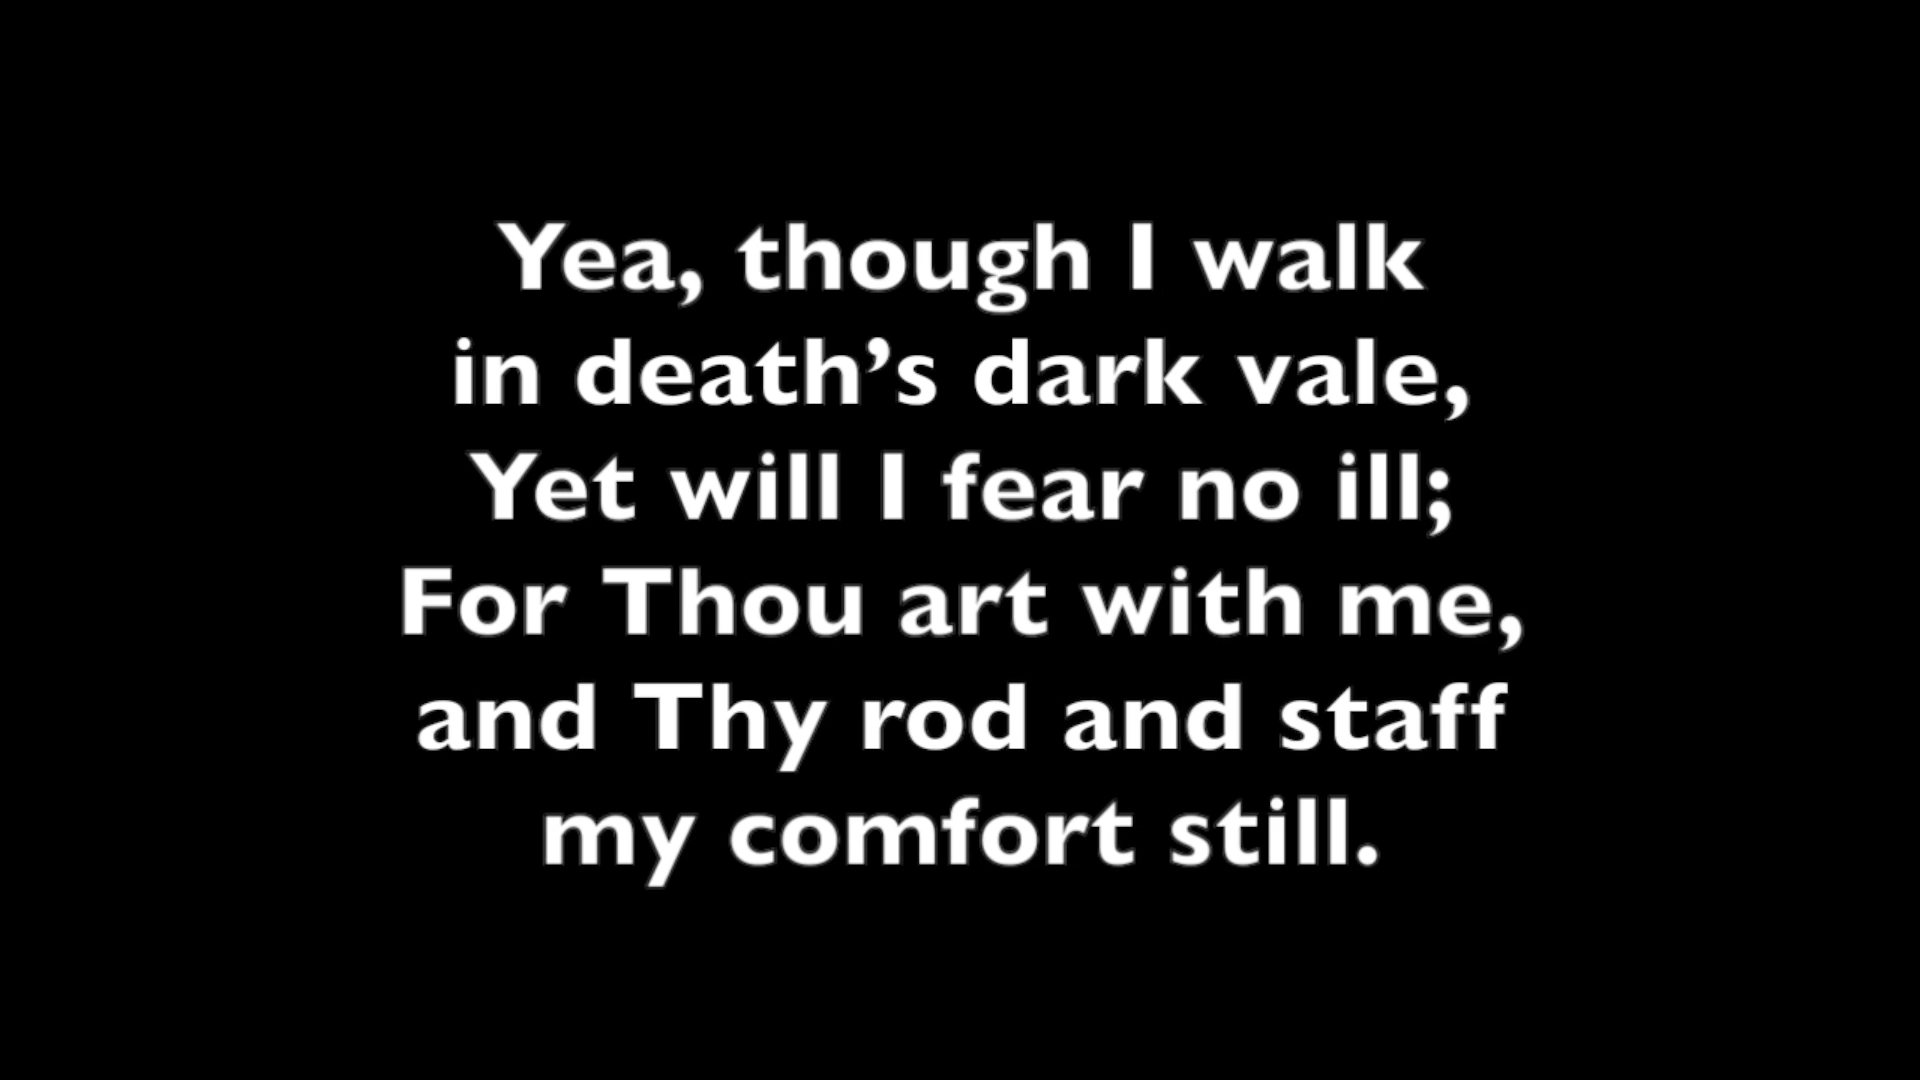 Yea, though I walk
in death’s dark vale,
Yet will I fear no ill;
For Thou art with me,
and Thy rod and staff
my comfort still.